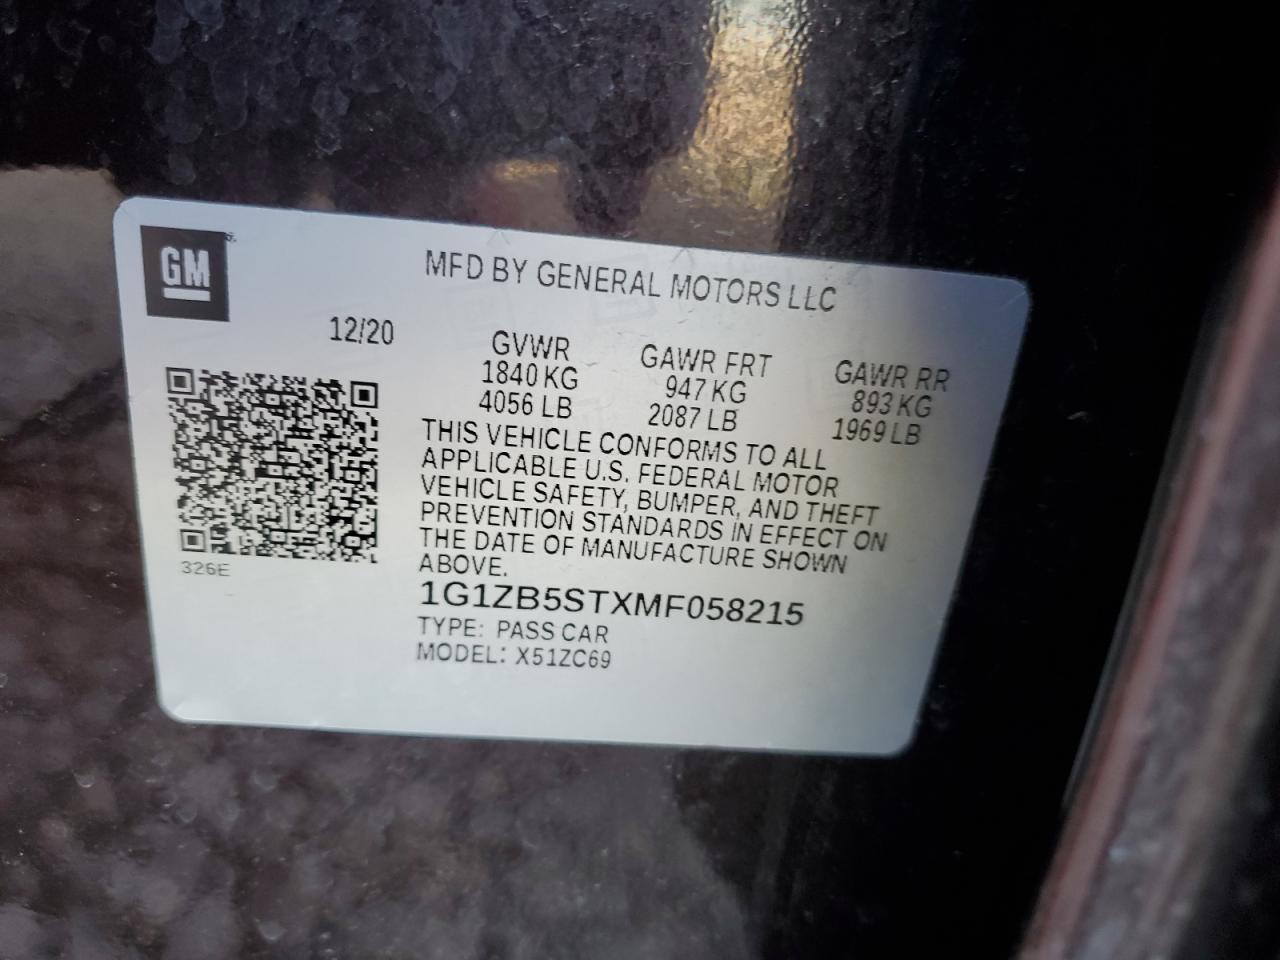 GM
MFD BY GENERAL MOTORS LLC
12/20
GVWR GAWR FRT GAWR RR
1840 KG 947 KG 893 KG
4056 LB 2087 LB 1969 LB
THIS VEHICLE CONFORMS TO ALL
APPLICABLE U.S. FEDERAL MOTOR
VEHICLE SAFETY, BUMPER, AND THEFT
PREVENTION STANDARDS IN EFFECT ON
THE DATE OF MANUFACTURE SHOWN
ABOVE.
326E
1G1ZB5STXMF058215
TYPE: PASS CAR
MODEL: X51ZC69